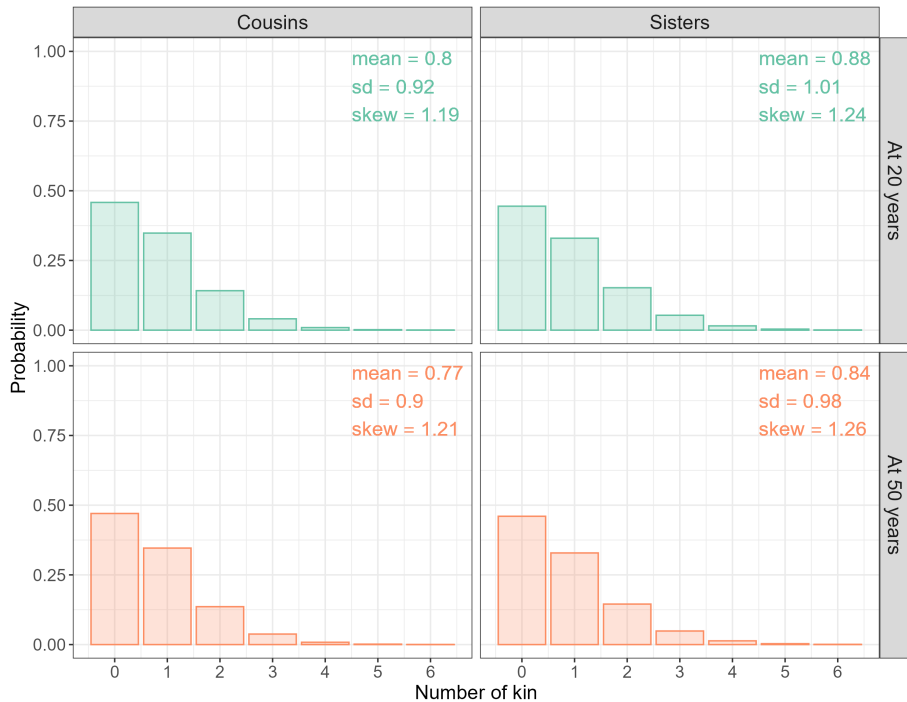 Cousins
Sisters
mean = 0.8
sd = 0.92
skew = 1.19
mean = 0.88
sd = 1.01
skew = 1.24
At 20 years
1.00
0.75
0.50
0.25
0.00
mean = 0.77
sd = 0.9
skew = 1.21
mean = 0.84
sd = 0.98
skew = 1.26
At 50 years
1.00
0.75
0.50
0.25
0.00
Probability
0 1 2 3 4 5 6
0 1 2 3 4 5 6
Number of kin